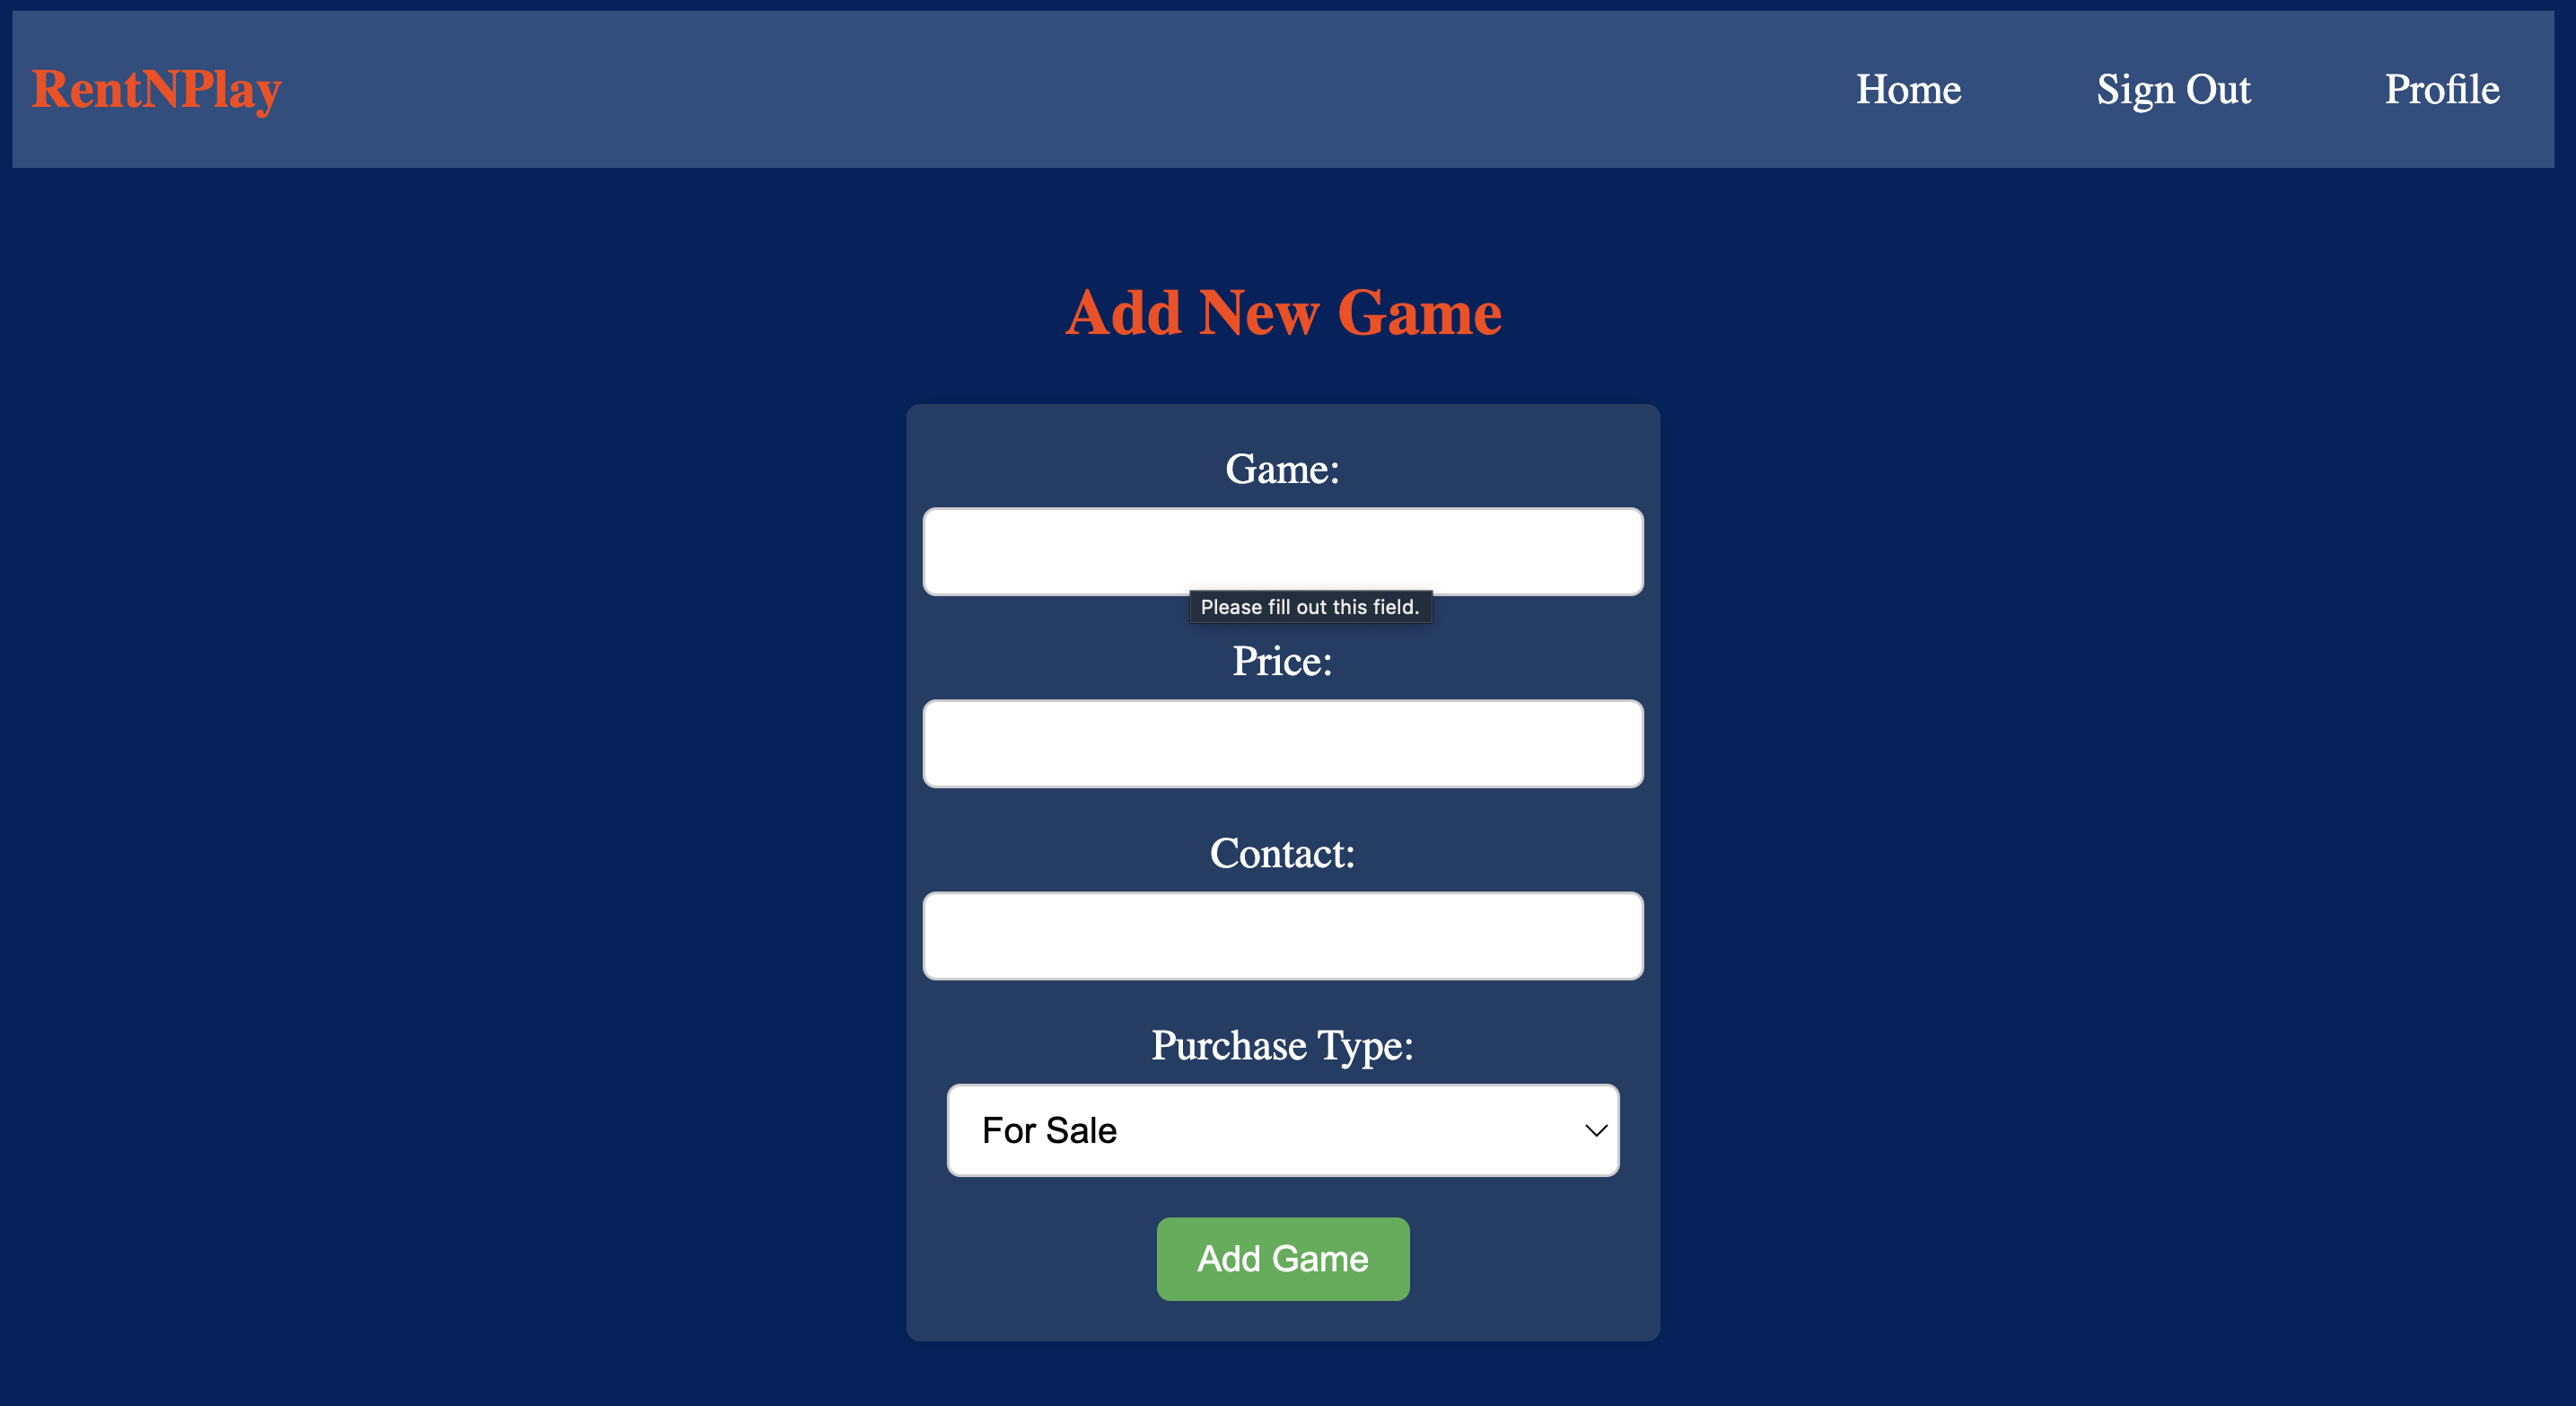 RentNPlay Home Sign Out Profile
Add New Game
Game:
Please fill out this field.
Price:
Contact:
Purchase Type:
For Sale
Add Game